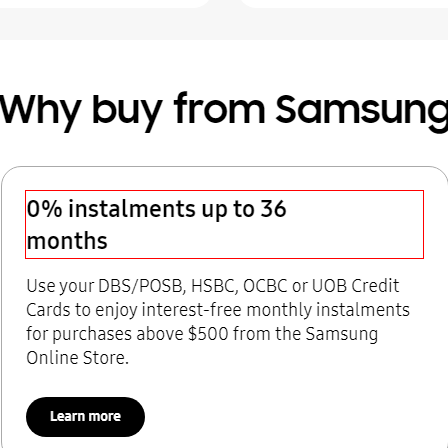 Why buy from Samsung
0% instalments up to 36
months
Use your DBS/POSB, HSBC, OCBC or UOB Credit
Cards to enjoy interest-free monthly instalments
for purchases above $500 from the Samsung
Online Store.
Learn more